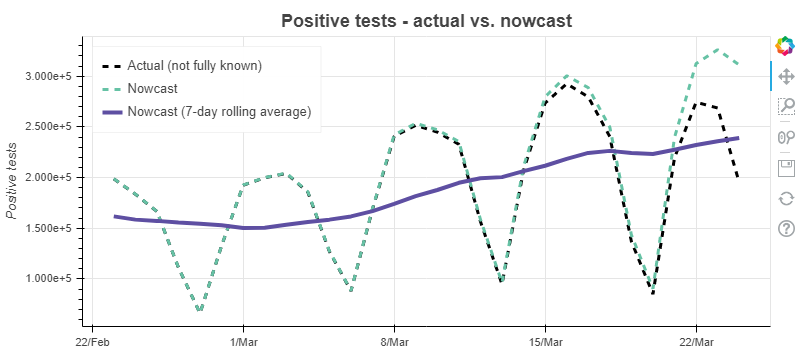 Positive tests - actual vs. nowcast
Actual (not fully known)
Nowcast
Nowcast (7-day rolling average)
Positive tests
3.000e+5
2.500e+5
2.000e+5
1.500e+5
1.000e+5
22/Feb
1/Mar
8/Mar
15/Mar
22/Mar